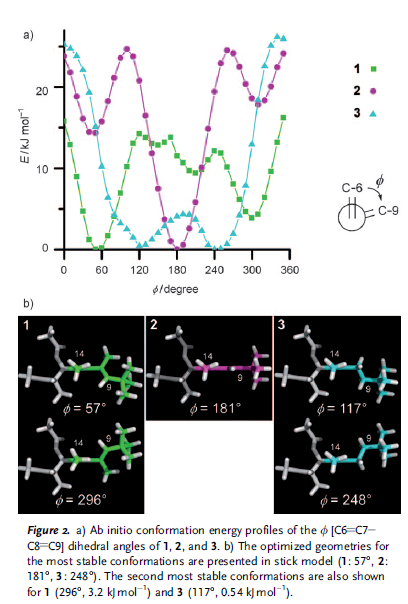 a)
E/kJ mol⁻¹
20
10
0
0 60 120 180 240 300 360
ϕ/degree
1
2
3
ϕ
C-6
C-9
b)
1 2 3
14 14 14
9 9 9
ϕ = 57° ϕ = 181° ϕ = 117°
14 9 14 9
ϕ = 296° ϕ = 248°
Figure 2. a) Ab initio conformation energy profiles of the ϕ [C6=C7–
C8=C9] dihedral angles of 1, 2, and 3. b) The optimized geometries for
the most stable conformations are presented in stick model (1: 57°, 2:
181°, 3 : 248°). The second most stable conformations are also shown
for 1 (296°, 3.2 kJ mol⁻¹) and 3 (117°, 0.54 kJ mol⁻¹).